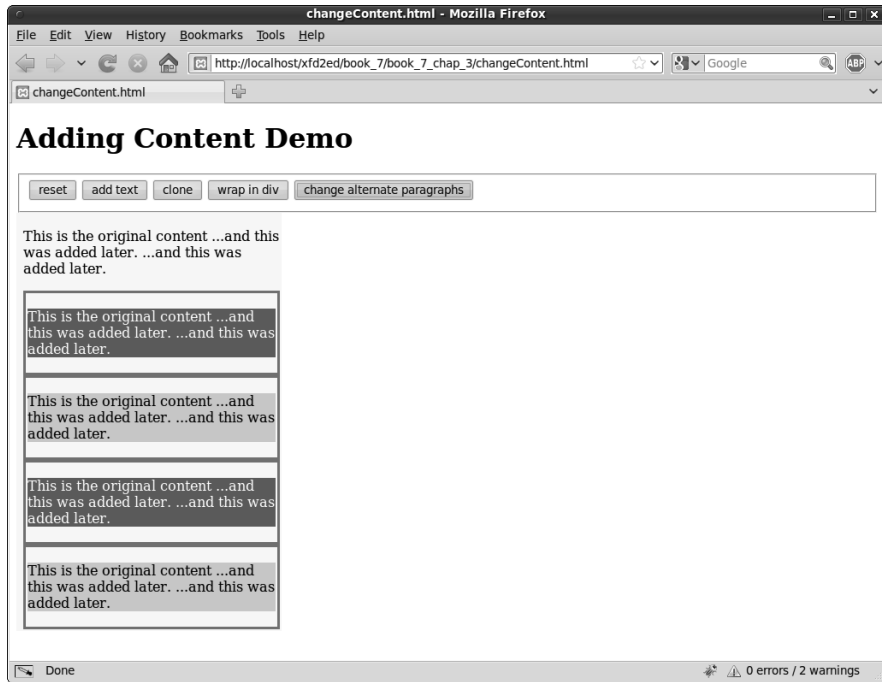 changeContent.html - Mozilla Firefox
File Edit View History Bookmarks Tools Help
http://localhost/xfd2ed/book_7/book_7_chap_3/changeContent.html
Google
ABP
changeContent.html
Adding Content Demo
reset
add text
clone
wrap in div
change alternate paragraphs
This is the original content ...and this
was added later. ...and this was
added later.
This is the original content ...and
this was added later. ...and this was
added later.
This is the original content ...and
this was added later. ...and this was
added later.
This is the original content ...and
this was added later. ...and this was
added later.
This is the original content ...and
this was added later. ...and this was
added later.
Done
0 errors / 2 warnings